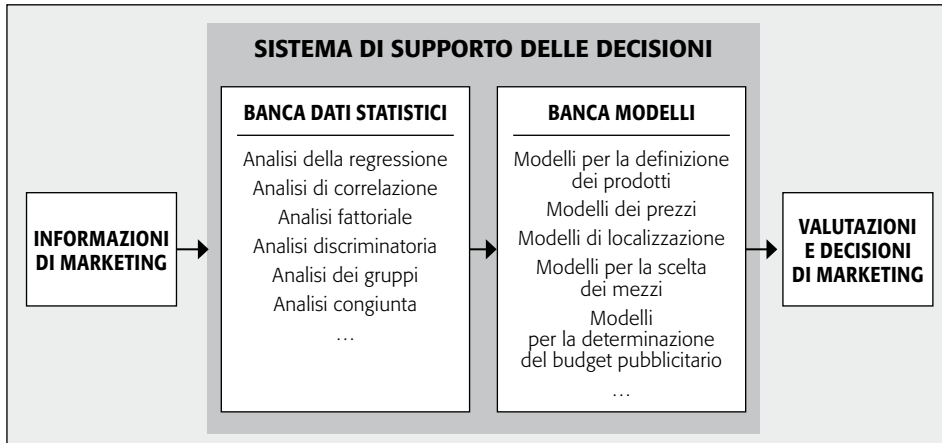 SISTEMA DI SUPPORTO DELLE DECISIONI
INFORMAZIONI
DI MARKETING
BANCA DATI STATISTICI
Analisi della regressione
Analisi di correlazione
Analisi fattoriale
Analisi discriminatoria
Analisi dei gruppi
Analisi congiunta
…
BANCA MODELLI
Modelli per la definizione
dei prodotti
Modelli dei prezzi
Modelli di localizzazione
Modelli per la scelta
dei mezzi
Modelli
per la determinazione
del budget pubblicitario
…
VALUTAZIONI
E DECISIONI
DI MARKETING